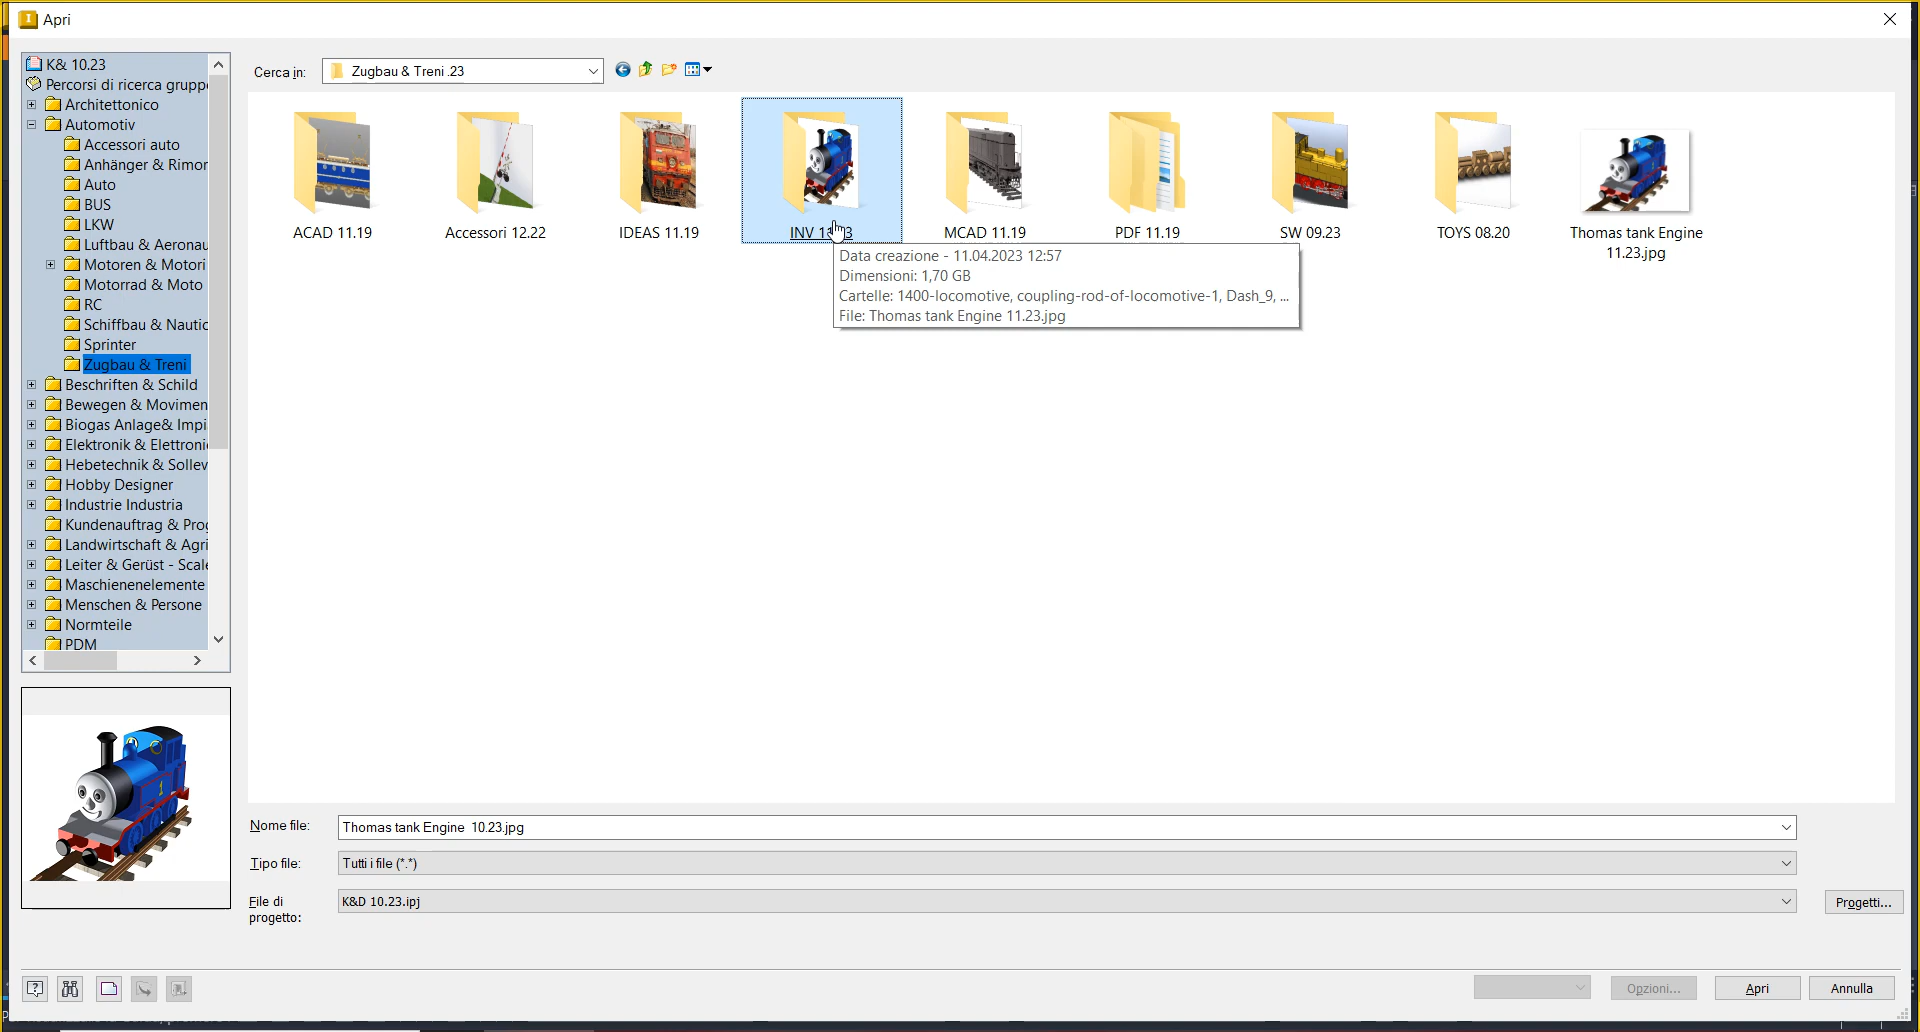 Apri
K& 10.23
Percorsi di ricerca gruppo
Architettonico
Automotiv
Accessori auto
Anhänger & Rimor
Auto
BUS
LKW
Luftbau & Aeronau
Motoren & Motori
Motorrad & Moto
RC
Schiffbau & Nautic
Sprinter
Zugbau & Treni
Beschriften & Schild
Bewegen & Movimen
Biogas Anlage& Impi
Elektronik & Elettroni
Hebetechnik & Sollev
Hobby Designer
Industrie Industria
Kundenauftrag & Prog
Landwirtschaft & Agri
Leiter & Gerüst - Scale
Maschienenelemente
Menschen & Persone
Normteile
PDM
Cerca in:
Zugbau & Treni .23
ACAD 11.19
Accessori 12.22
IDEAS 11.19
INV
MCAD 11.19
PDF 11.19
SW 09.23
TOYS 08.20
Thomas tank Engine
11.23.jpg
Data creazione - 11.04.2023 12:57
Dimensioni: 1,70 GB
Cartelle: 1400-locomotive, coupling-rod-of-locomotive-1, Dash_9, ...
File: Thomas tank Engine 11.23.jpg
Nome file:
Thomas tank Engine 10.23.jpg
Tipo file:
Tutti i file (*.*)
File di
progetto:
K&D 10.23.ipj
Progetti...
Opzioni...
Apri
Annulla